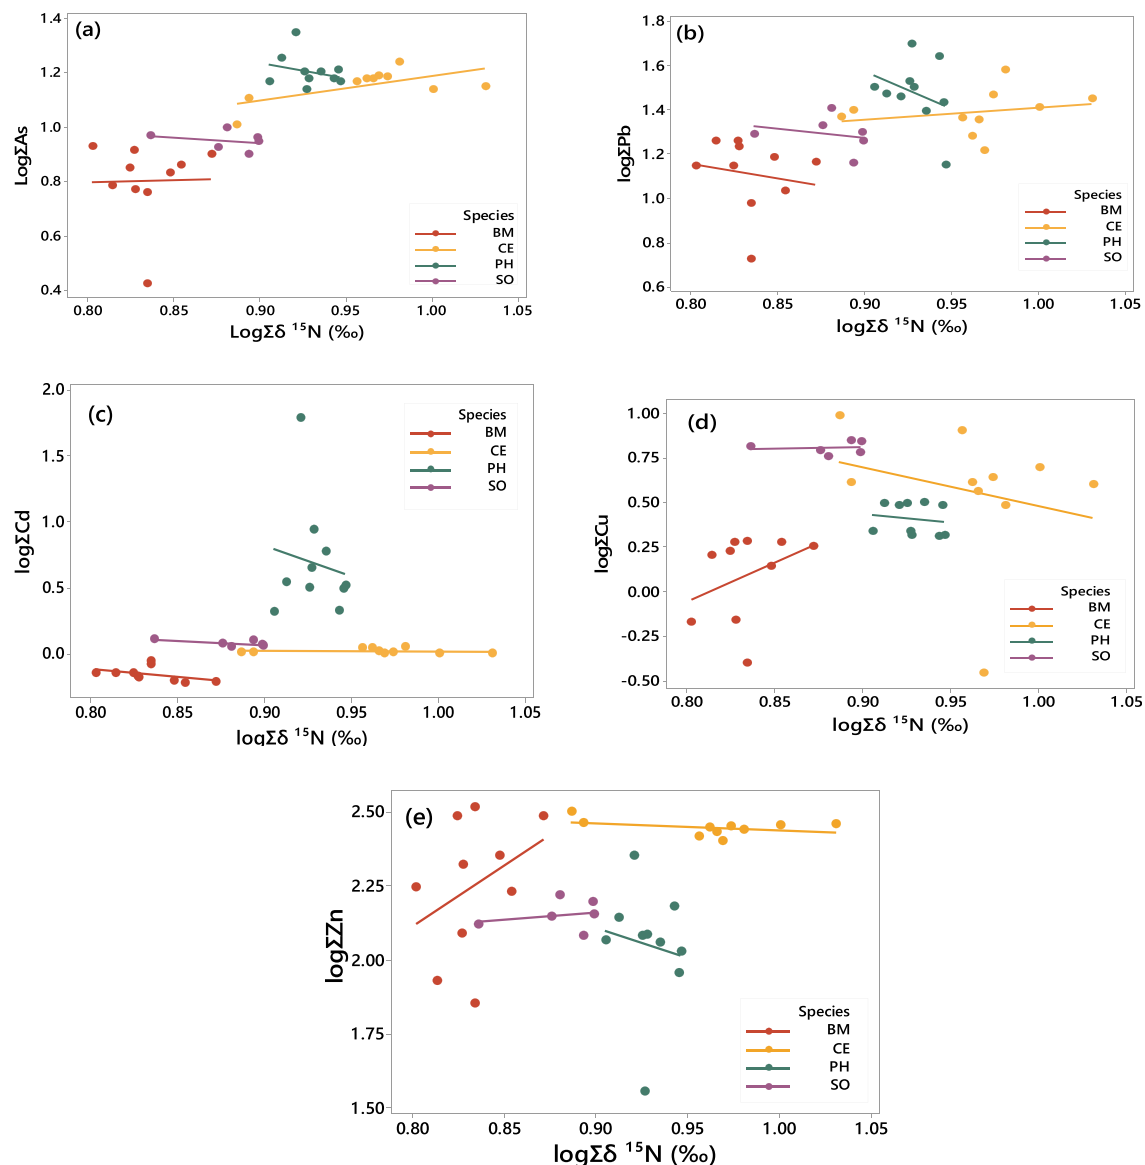 (a)
LogΣAs
1.4
1.2
1.0
0.8
0.6
0.4
0.80 0.85 0.90 0.95 1.00 1.05
LogΣδ ¹⁵N (‰)
Species
BM
CE
PH
SO
(b)
logΣPb
1.8
1.6
1.4
1.2
1.0
0.8
0.6
0.80 0.85 0.90 0.95 1.00 1.05
logΣδ ¹⁵N (‰)
Species
BM
CE
PH
SO
(c)
logΣCd
2.0
1.5
1.0
0.5
0.0
0.80 0.85 0.90 0.95 1.00 1.05
logΣδ ¹⁵N (‰)
Species
BM
CE
PH
SO
(d)
logΣCu
1.00
0.75
0.50
0.25
0.00
-0.25
-0.50
0.80 0.85 0.90 0.95 1.00 1.05
logΣδ ¹⁵N (‰)
Species
BM
CE
PH
SO
(e)
logΣZn
2.50
2.25
2.00
1.75
1.50
0.80 0.85 0.90 0.95 1.00 1.05
logΣδ ¹⁵N (‰)
Species
BM
CE
PH
SO